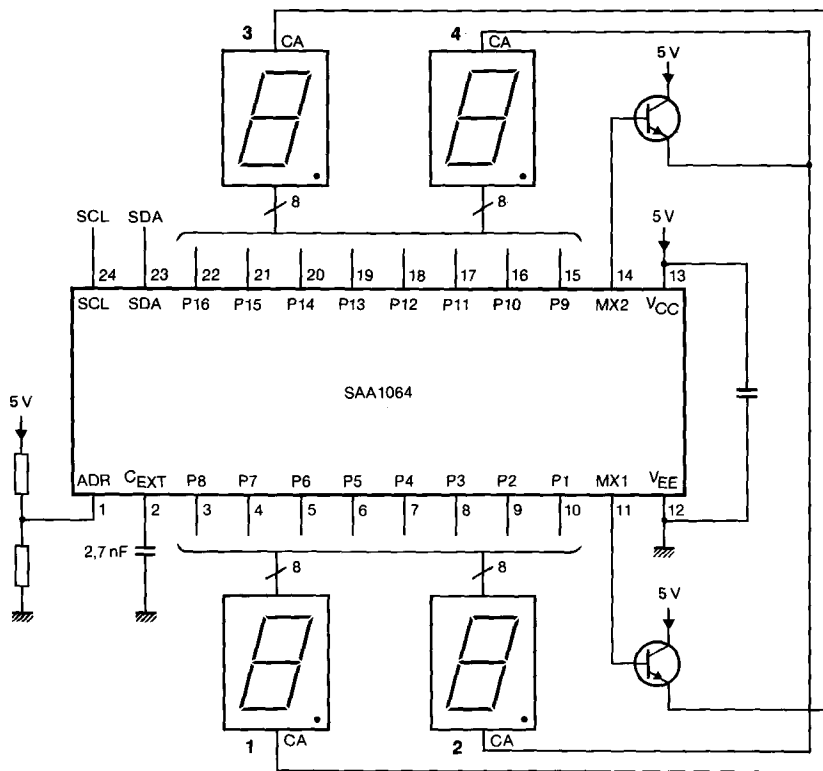 3 CA 4 CA 5 V
8 8
SCL SDA 5 V
24 23 22 21 20 19 18 17 16 15 14 13
SCL SDA P16 P15 P14 P13 P12 P11 P10 P9 MX2 VCC
SAA1064
5 V
ADR CEXT P8 P7 P6 P5 P4 P3 P2 P1 MX1 VEE
1 2 3 4 5 6 7 8 9 10 11 12
2,7 nF
8 8 5 V
1 CA 2 CA